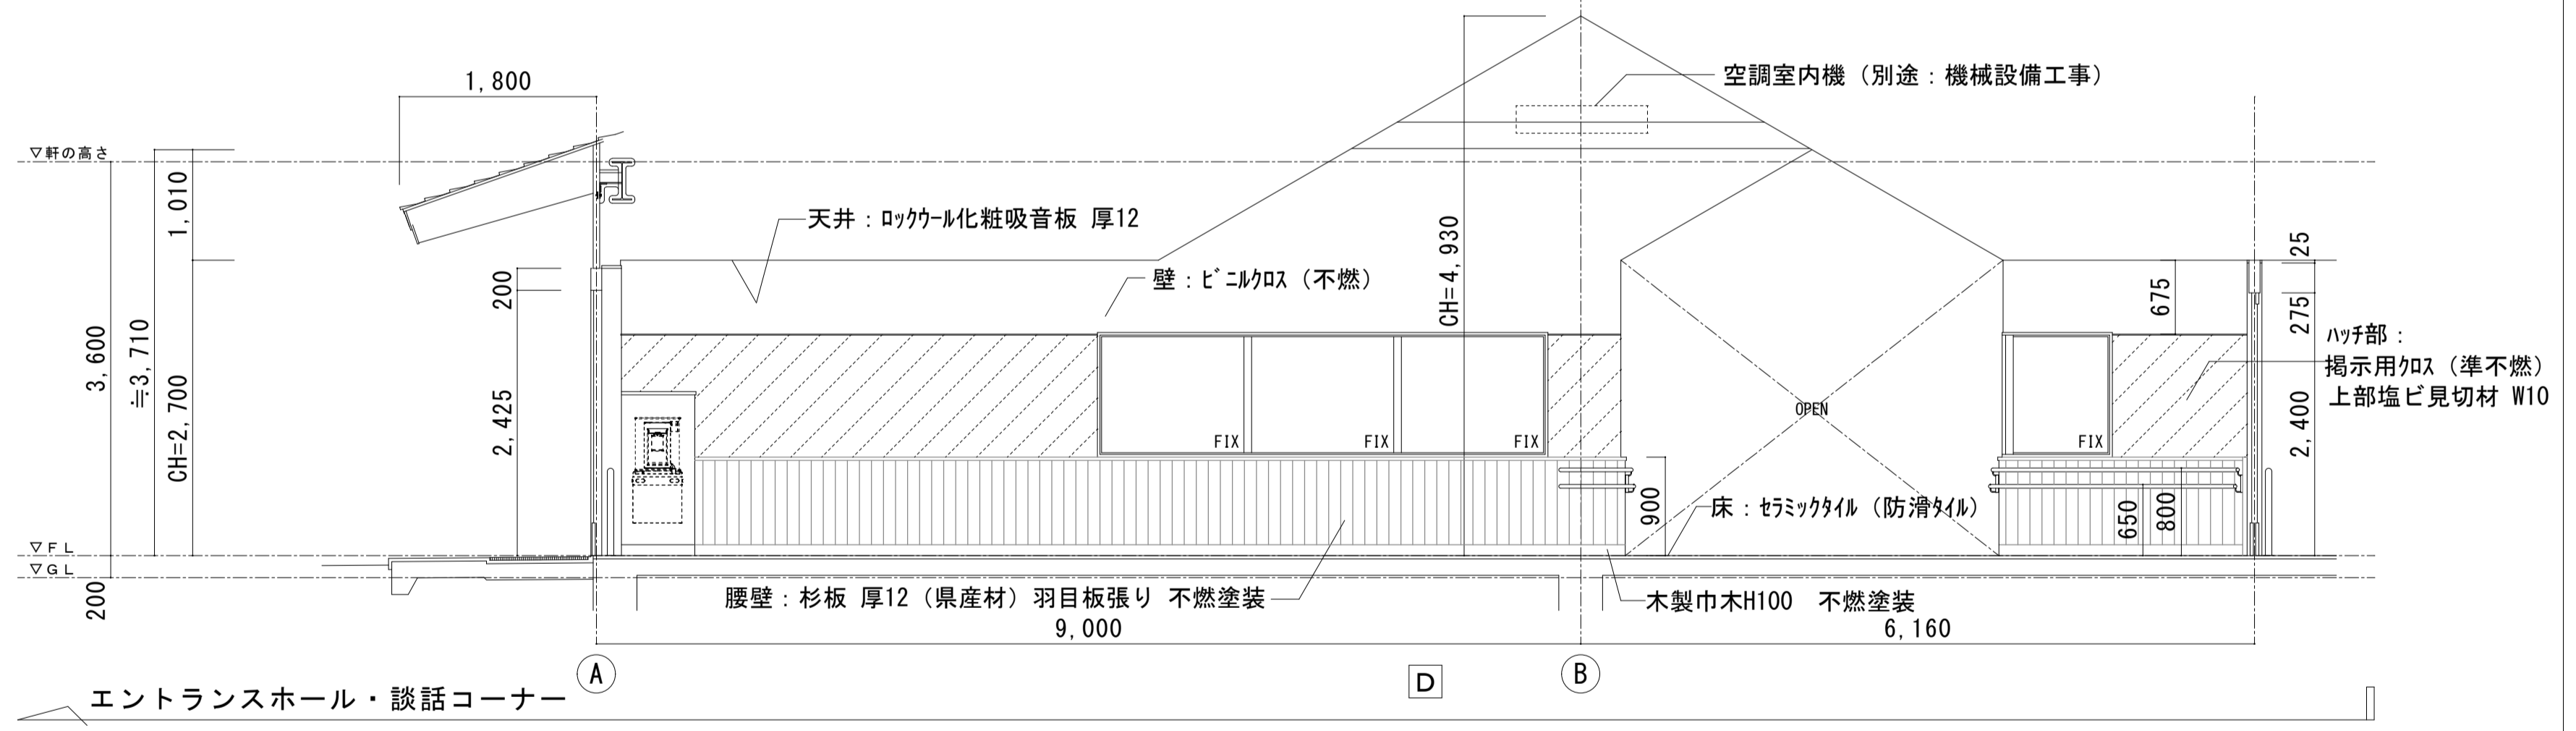 1,800
空調室内機（別途：機械設備工事）
▽軒の高さ
1,010
天井：ﾛｯｸｳｰﾙ化粧吸音板 厚12
CH=4,930
25
200
壁：ﾋﾞﾆﾙｸﾛｽ（不燃）
675
275
3,600
≒3,710
CH=2,700
2,425
ﾊｯﾁ部：
掲示用ｸﾛｽ（準不燃）
上部塩ビ見切材 W10
OPEN
2,400
FIX
FIX
FIX
FIX
900
床：ｾﾗﾐｯｸﾀｲﾙ（防滑ﾀｲﾙ）
650
800
▽ＦＬ
▽ＧＬ
200
腰壁：杉板 厚12（県産材）羽目板張り 不燃塗装
木製巾木H100　不燃塗装
9,000
6,160
A
D
B
エントランスホール・談話コーナー